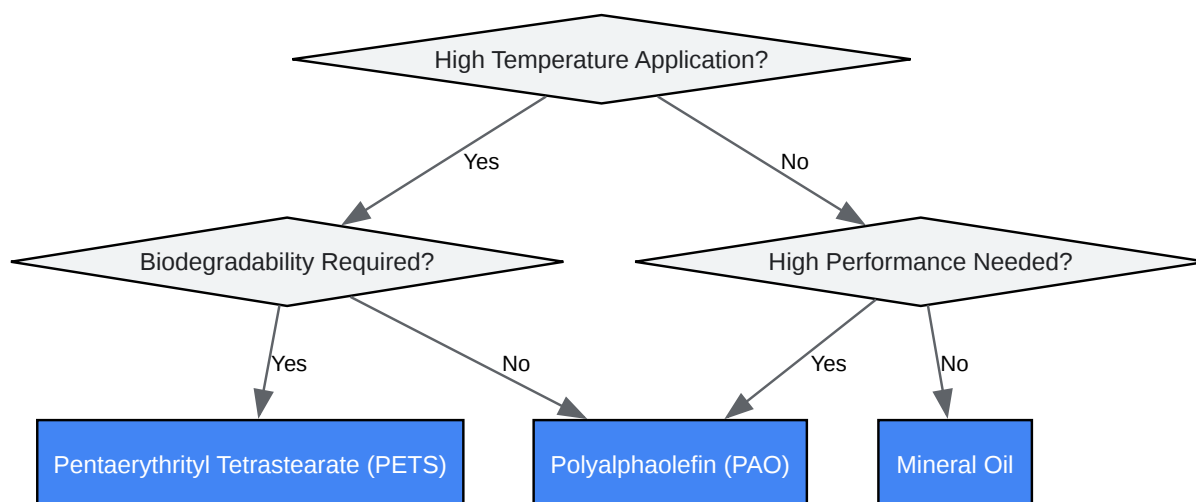 High Temperature Application?
Yes
No
Biodegradability Required?
High Performance Needed?
Yes
No
Yes
No
Pentaerythrityl Tetrastearate (PETS)
Polyalphaolefin (PAO)
Mineral Oil